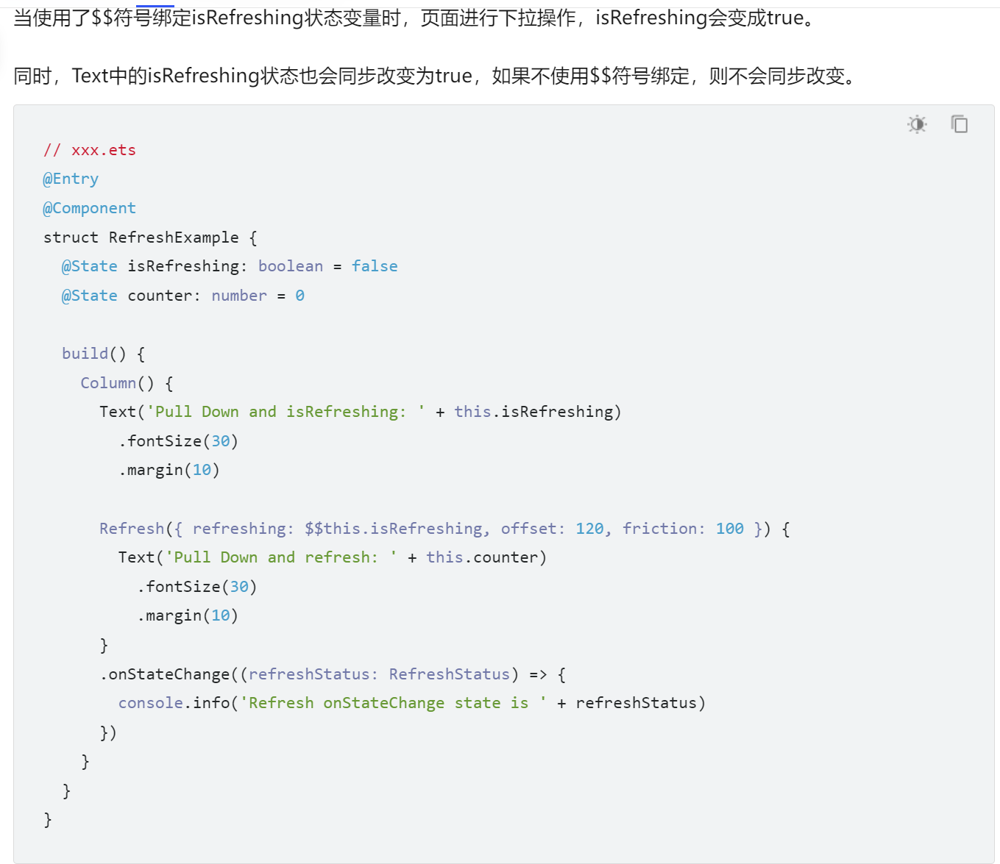 当使用了$$符号绑定isRefreshing状态变量时，页面进行下拉操作，isRefreshing会变成true。
同时，Text中的isRefreshing状态也会同步改变为true，如果不使用$$符号绑定，则不会同步改变。
// xxx.ets
@Entry
@Component
struct RefreshExample {
  @State isRefreshing: boolean = false
  @State counter: number = 0

  build() {
    Column() {
      Text('Pull Down and isRefreshing: ' + this.isRefreshing)
        .fontSize(30)
        .margin(10)

      Refresh({ refreshing: $$this.isRefreshing, offset: 120, friction: 100 }) {
        Text('Pull Down and refresh: ' + this.counter)
          .fontSize(30)
          .margin(10)
      }
      .onStateChange((refreshStatus: RefreshStatus) => {
        console.info('Refresh onStateChange state is ' + refreshStatus)
      })
    }
  }
}